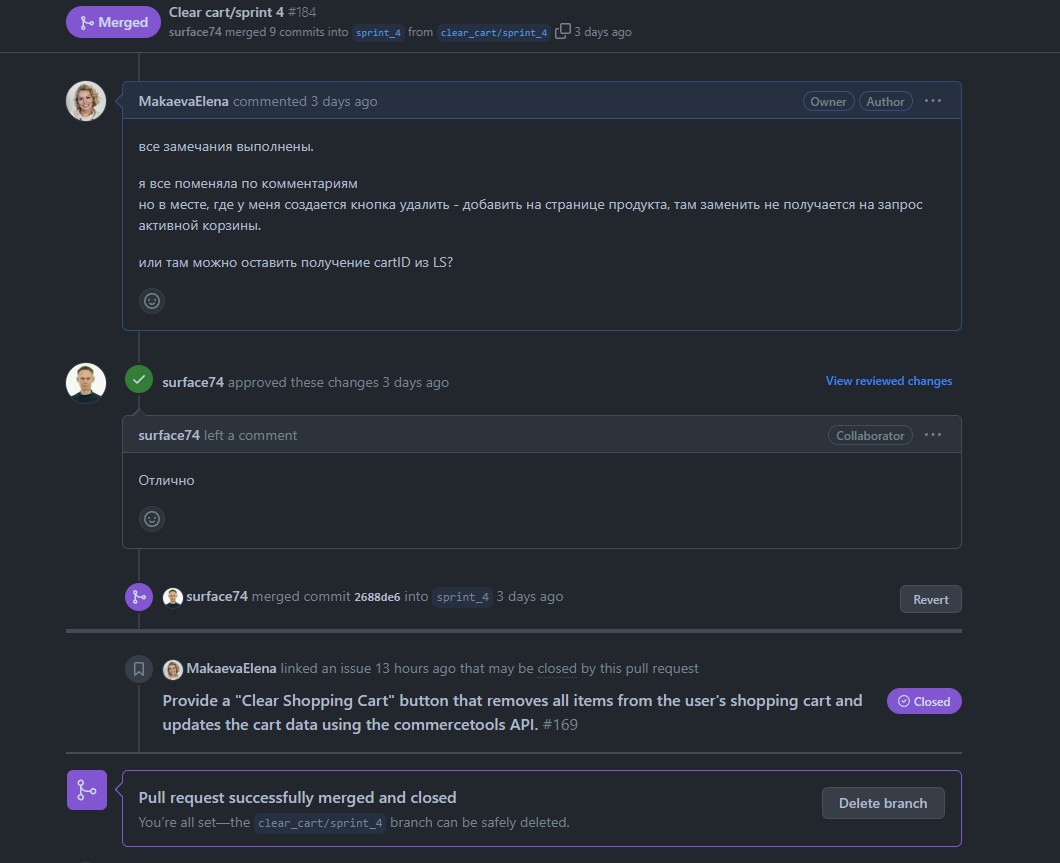 Merged
Clear cart/sprint 4 #184
surface74 merged 9 commits into sprint_4 from clear_cart/sprint_4 3 days ago
MakaevaElena commented 3 days ago
Owner
Author
все замечания выполнены.
я все поменяла по комментариям
но в месте, где у меня создается кнопка удалить - добавить на странице продукта, там заменить не получается на запрос
активной корзины.
или там можно оставить получение cartID из LS?
surface74 approved these changes 3 days ago
View reviewed changes
surface74 left a comment
Collaborator
Отлично
surface74 merged commit 2688de6 into sprint_4 3 days ago
Revert
MakaevaElena linked an issue 13 hours ago that may be closed by this pull request
Provide a "Clear Shopping Cart" button that removes all items from the user's shopping cart and
updates the cart data using the commercetools API. #169
Closed
Pull request successfully merged and closed
You're all set—the clear_cart/sprint_4 branch can be safely deleted.
Delete branch